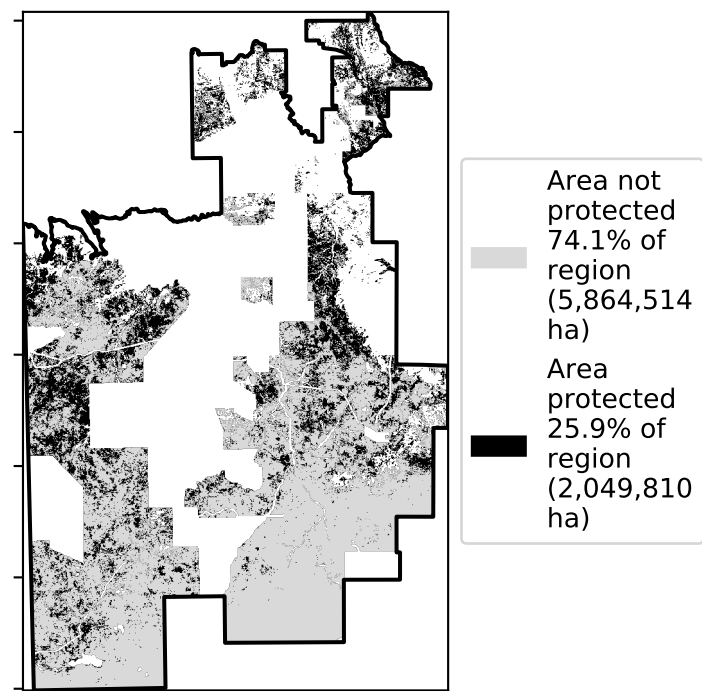 Area not
protected
74.1% of
region
(5,864,514
ha)
Area
protected
25.9% of
region
(2,049,810
ha)